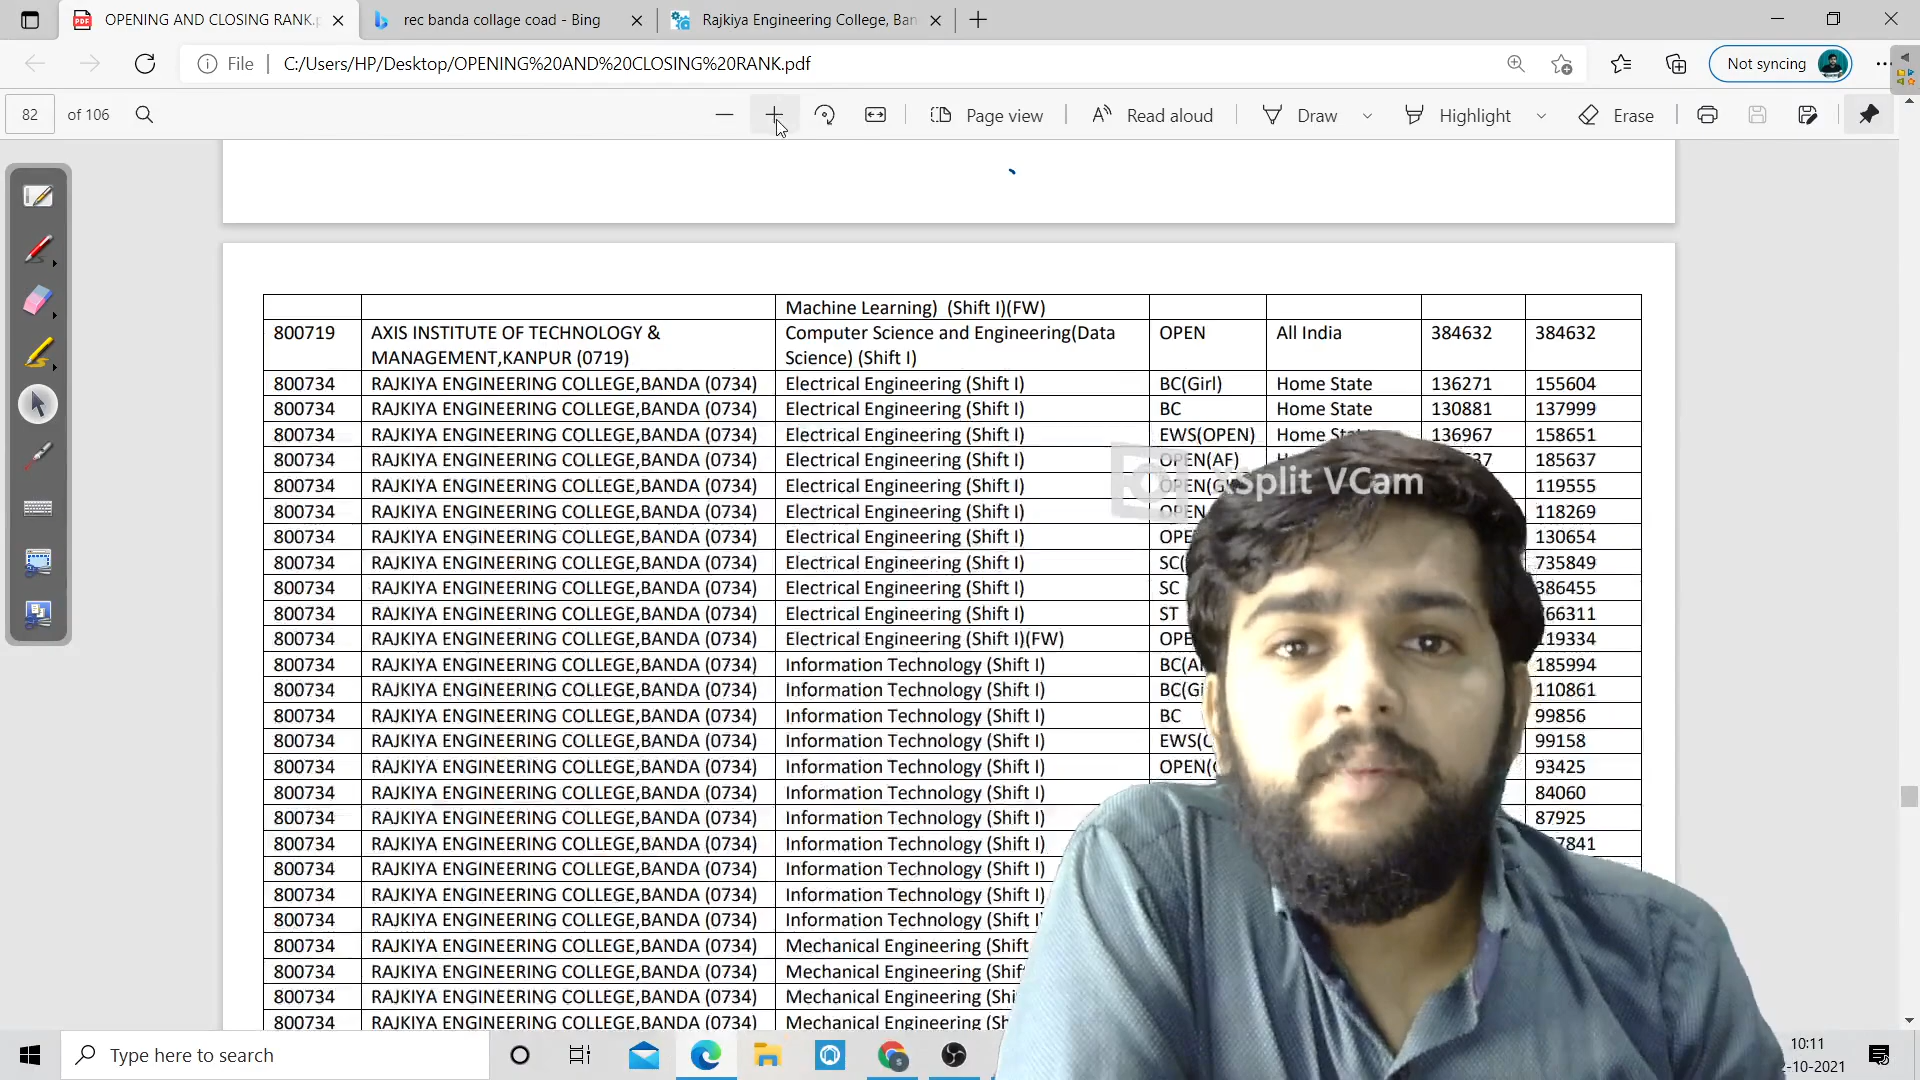 OPENING AND CLOSING RANK.p
rec banda collage coad - Bing
Rajkiya Engineering College, Ban
File
C:/Users/HP/Desktop/OPENING%20AND%20CLOSING%20RANK.pdf
Not syncing
82 of 106
Page view
Read aloud
Draw
Highlight
Erase
Machine Learning) (Shift I)(FW)
800719 AXIS INSTITUTE OF TECHNOLOGY & Computer Science and Engineering(Data OPEN All India 384632 384632
MANAGEMENT,KANPUR (0719) Science) (Shift I)
800734 RAJKIYA ENGINEERING COLLEGE,BANDA (0734) Electrical Engineering (Shift I) BC(Girl) Home State 136271 155604
800734 RAJKIYA ENGINEERING COLLEGE,BANDA (0734) Electrical Engineering (Shift I) BC Home State 130881 137999
800734 RAJKIYA ENGINEERING COLLEGE,BANDA (0734) Electrical Engineering (Shift I) EWS(OPEN) Home 136967 158651
800734 RAJKIYA ENGINEERING COLLEGE,BANDA (0734) Electrical Engineering (Shift I) OPEN(AF) 185637
XSplit VCam
800734 RAJKIYA ENGINEERING COLLEGE,BANDA (0734) Electrical Engineering (Shift I) 119555
800734 RAJKIYA ENGINEERING COLLEGE,BANDA (0734) Electrical Engineering (Shift I) OPEN 118269
800734 RAJKIYA ENGINEERING COLLEGE,BANDA (0734) Electrical Engineering (Shift I) 130654
800734 RAJKIYA ENGINEERING COLLEGE,BANDA (0734) Electrical Engineering (Shift I) 735849
800734 RAJKIYA ENGINEERING COLLEGE,BANDA (0734) Electrical Engineering (Shift I) SC 386455
800734 RAJKIYA ENGINEERING COLLEGE,BANDA (0734) Electrical Engineering (Shift I) ST 66311
800734 RAJKIYA ENGINEERING COLLEGE,BANDA (0734) Electrical Engineering (Shift I)(FW) 119334
800734 RAJKIYA ENGINEERING COLLEGE,BANDA (0734) Information Technology (Shift I) 185994
800734 RAJKIYA ENGINEERING COLLEGE,BANDA (0734) Information Technology (Shift I) 110861
800734 RAJKIYA ENGINEERING COLLEGE,BANDA (0734) Information Technology (Shift I) BC 99856
800734 RAJKIYA ENGINEERING COLLEGE,BANDA (0734) Information Technology (Shift I) 99158
800734 RAJKIYA ENGINEERING COLLEGE,BANDA (0734) Information Technology (Shift I) 93425
800734 RAJKIYA ENGINEERING COLLEGE,BANDA (0734) Information Technology (Shift I) 84060
800734 RAJKIYA ENGINEERING COLLEGE,BANDA (0734) Information Technology (Shift I) 87925
800734 RAJKIYA ENGINEERING COLLEGE,BANDA (0734) Information Technology (Shift I) 7841
800734 RAJKIYA ENGINEERING COLLEGE,BANDA (0734) Information Technology (Shift I)
800734 RAJKIYA ENGINEERING COLLEGE,BANDA (0734) Information Technology (Shift I)
800734 RAJKIYA ENGINEERING COLLEGE,BANDA (0734) Information Technology (Shift I
800734 RAJKIYA ENGINEERING COLLEGE,BANDA (0734) Mechanical Engineering (Shift
800734 RAJKIYA ENGINEERING COLLEGE,BANDA (0734) Mechanical Engineering (Shif
800734 RAJKIYA ENGINEERING COLLEGE,BANDA (0734) Mechanical Engineering (Shi
800734 RAJKIYA ENGINEERING COLLEGE,BANDA (0734) Mechanical Engineering (Sh
Type here to search
10:11
2-10-2021